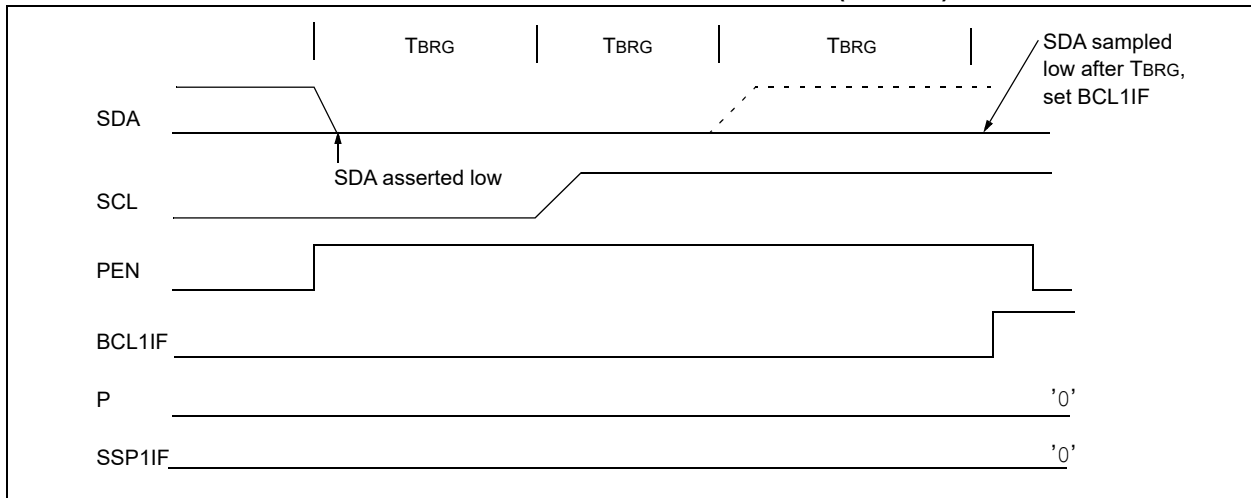 TBRG TBRG TBRG
SDA sampled
low after TBRG,
set BCL1IF
SDA
SDA asserted low
SCL
PEN
BCL1IF
P '0'
SSP1IF '0'